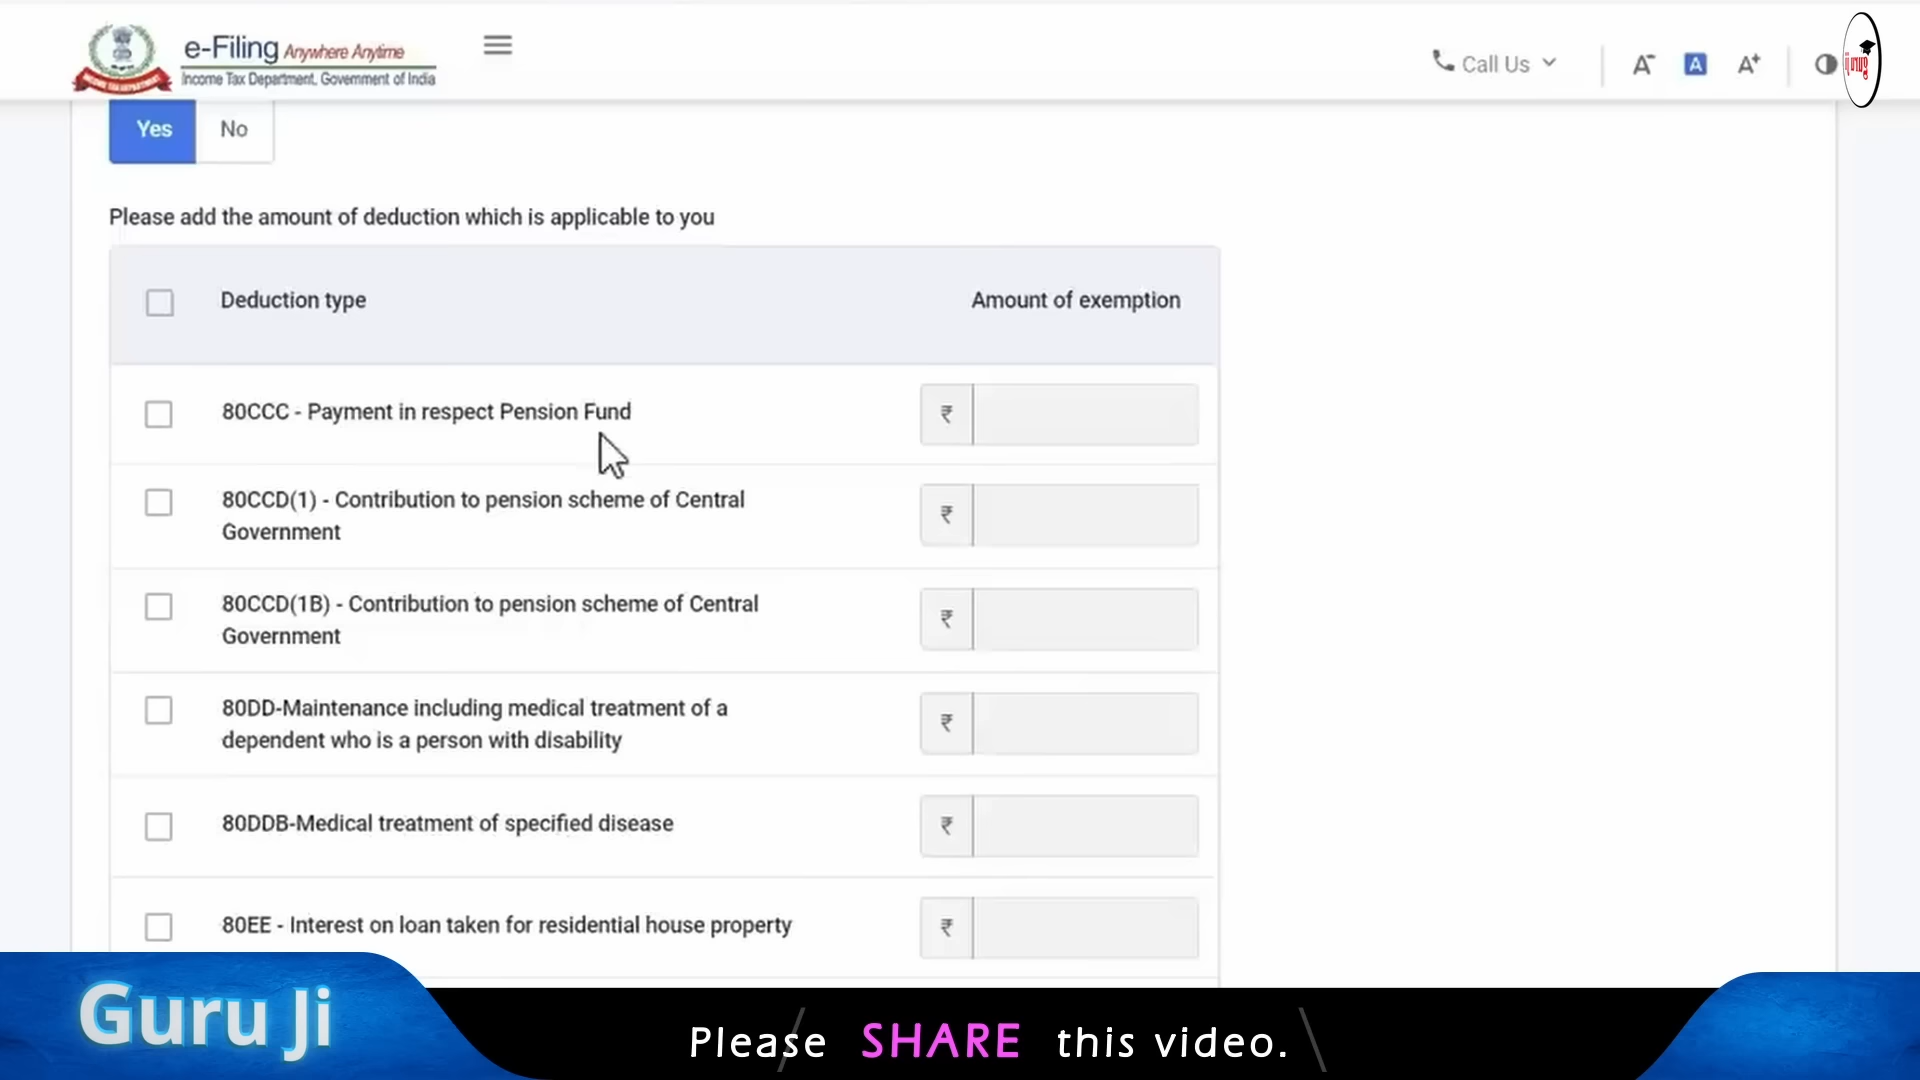 e-Filing Anywhere Anytime
Income Tax Department, Government of India
Call Us
A- A A+
Yes No
Please add the amount of deduction which is applicable to you
Deduction type Amount of exemption
80CCC - Payment in respect Pension Fund ₹
80CCD(1) - Contribution to pension scheme of Central
Government ₹
80CCD(1B) - Contribution to pension scheme of Central
Government ₹
80DD-Maintenance including medical treatment of a
dependent who is a person with disability ₹
80DDB-Medical treatment of specified disease ₹
80EE - Interest on loan taken for residential house property ₹
Guru Ji
Please SHARE this video.